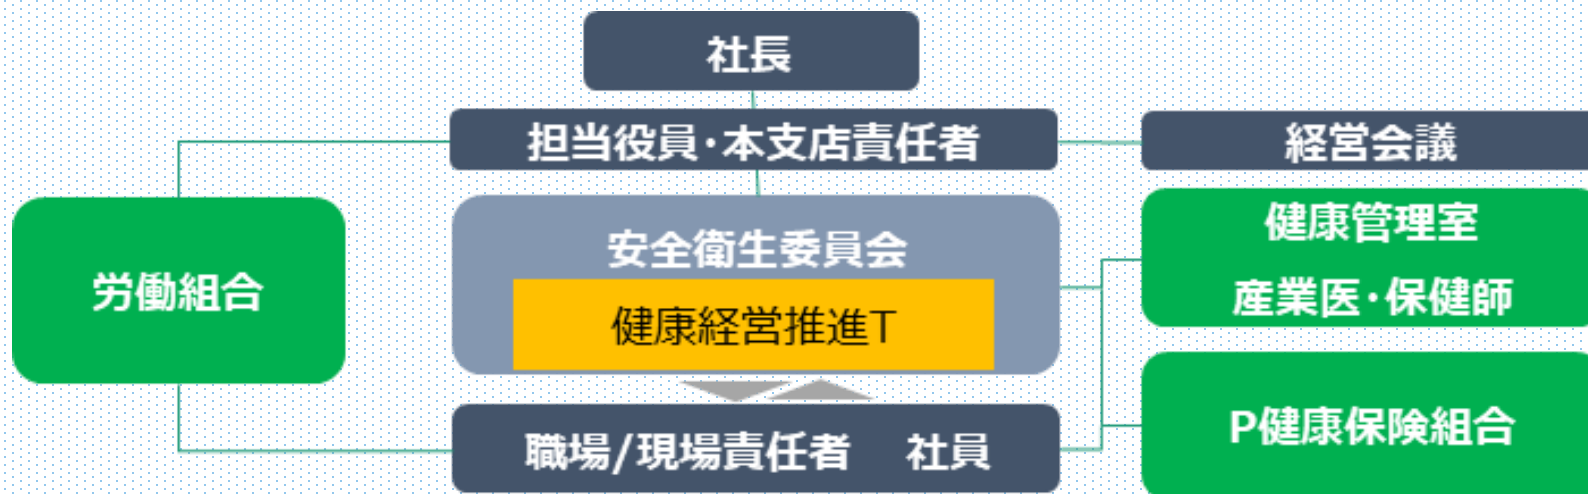 社長
担当役員・本支店責任者
経営会議
労働組合
安全衛生委員会
健康経営推進T
健康管理室
産業医・保健師
職場/現場責任者　社員
P健康保険組合